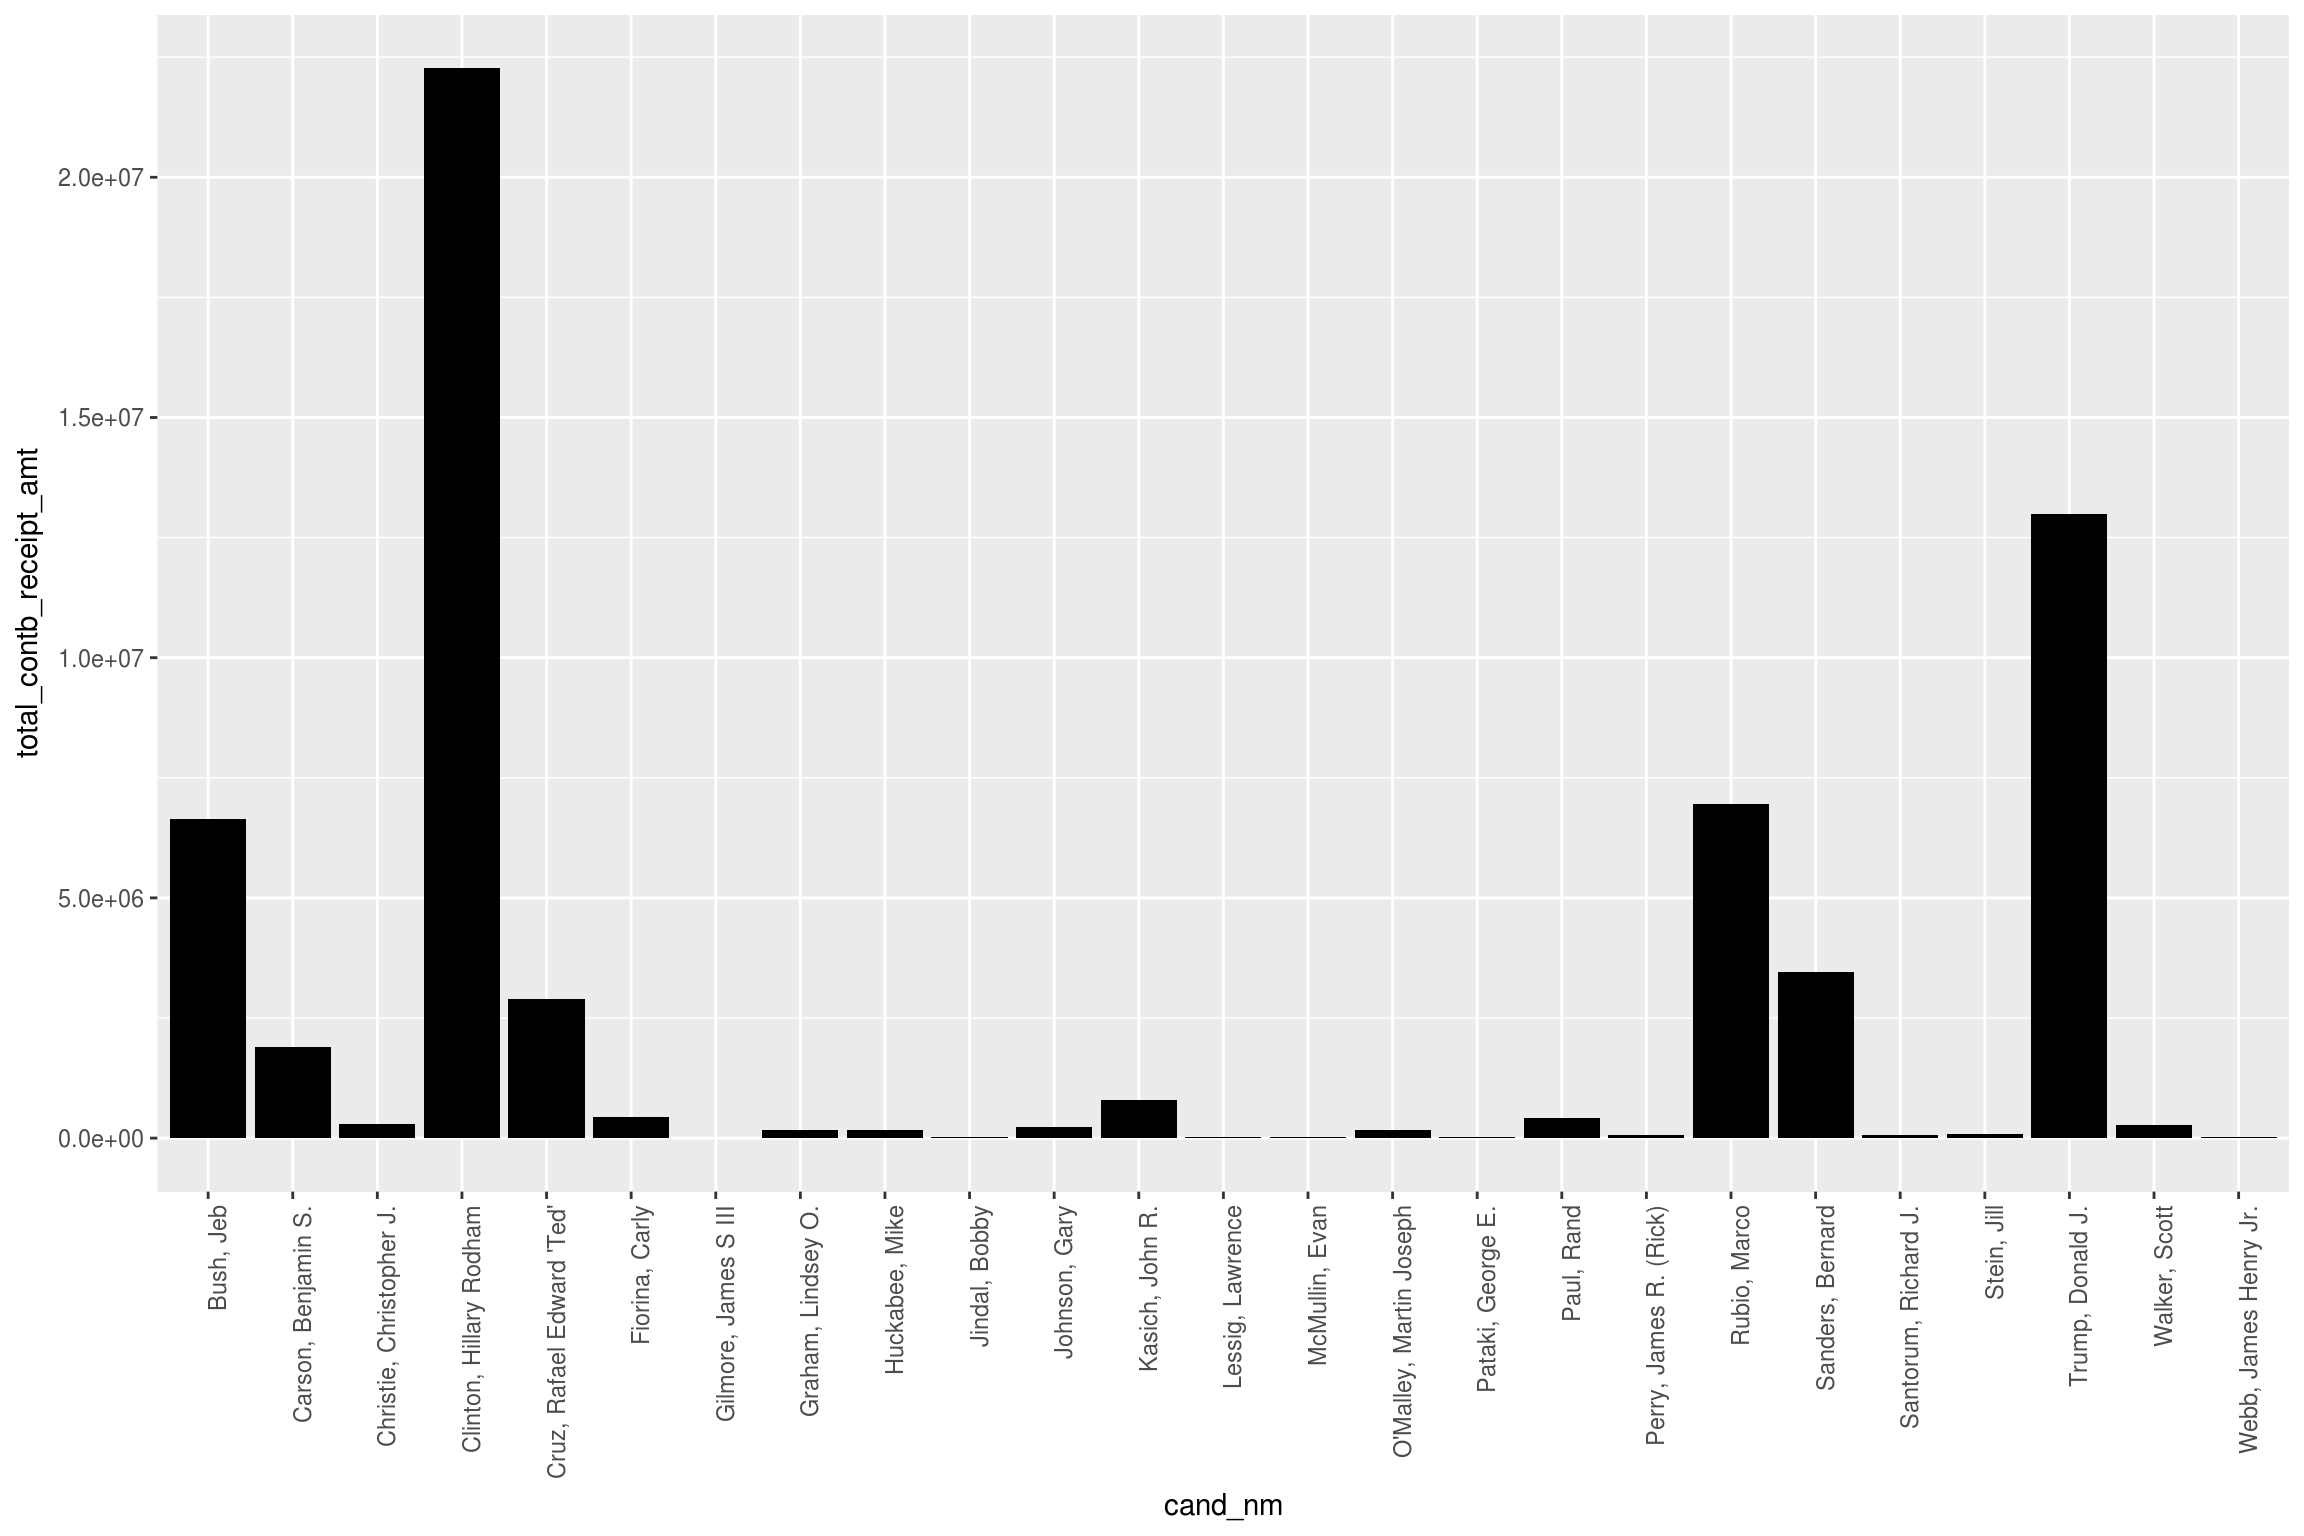 total_contb_receipt_amt
2.0e+07
1.5e+07
1.0e+07
5.0e+06
0.0e+00
Bush, Jeb
Carson, Benjamin S.
Christie, Christopher J.
Clinton, Hillary Rodham
Cruz, Rafael Edward 'Ted'
Fiorina, Carly
Gilmore, James S III
Graham, Lindsey O.
Huckabee, Mike
Jindal, Bobby
Johnson, Gary
Kasich, John R.
Lessig, Lawrence
McMullin, Evan
O'Malley, Martin Joseph
Pataki, George E.
Paul, Rand
Perry, James R. (Rick)
Rubio, Marco
Sanders, Bernard
Santorum, Richard J.
Stein, Jill
Trump, Donald J.
Walker, Scott
Webb, James Henry Jr.
cand_nm